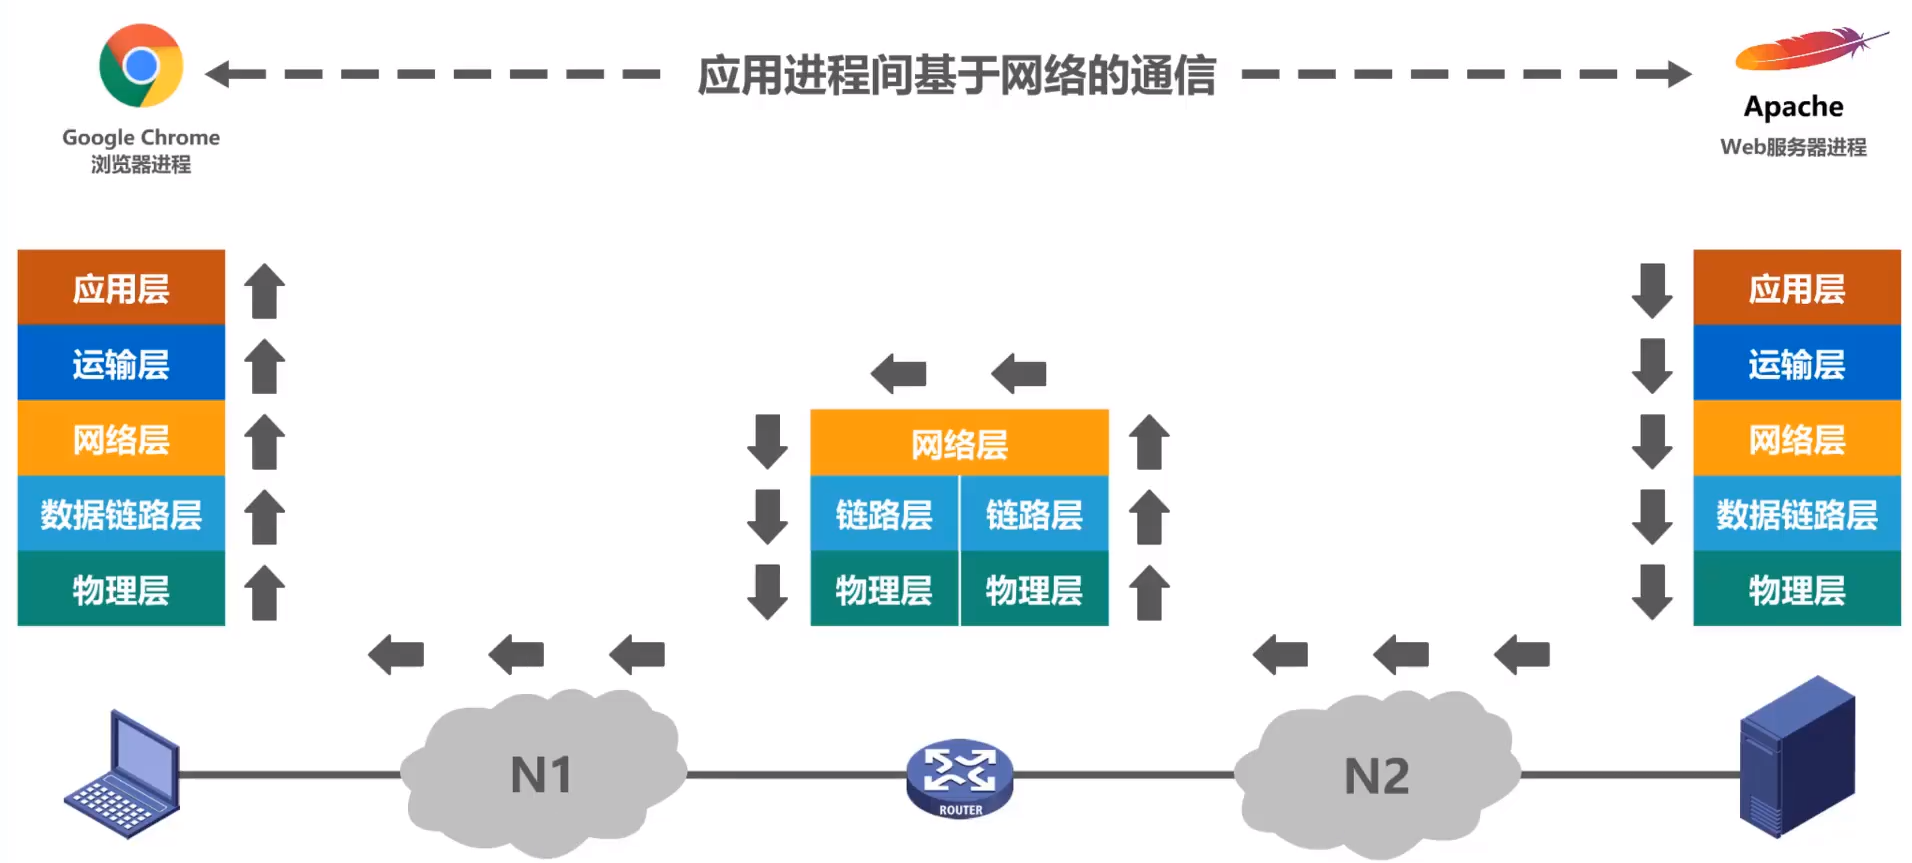 应用进程间基于网络的通信
Google Chrome
浏览器进程
Apache
Web服务器进程
应用层
运输层
网络层
数据链路层
物理层
网络层
链路层 链路层
物理层 物理层
应用层
运输层
网络层
数据链路层
物理层
N1
ROUTER
N2